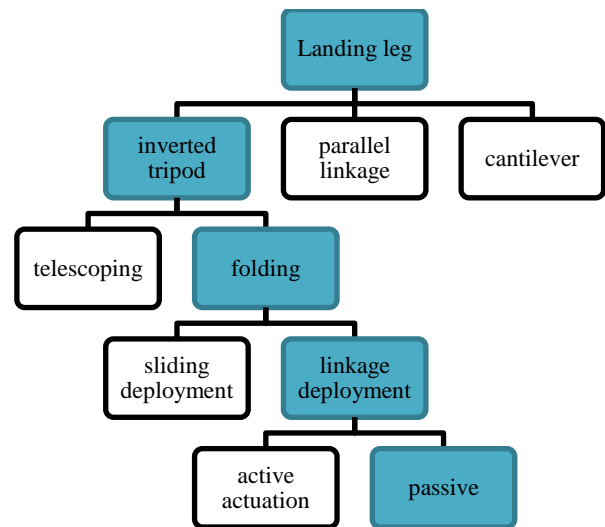 Landing leg
inverted
tripod
parallel
linkage
cantilever
telescoping
folding
sliding
deployment
linkage
deployment
active
actuation
passive